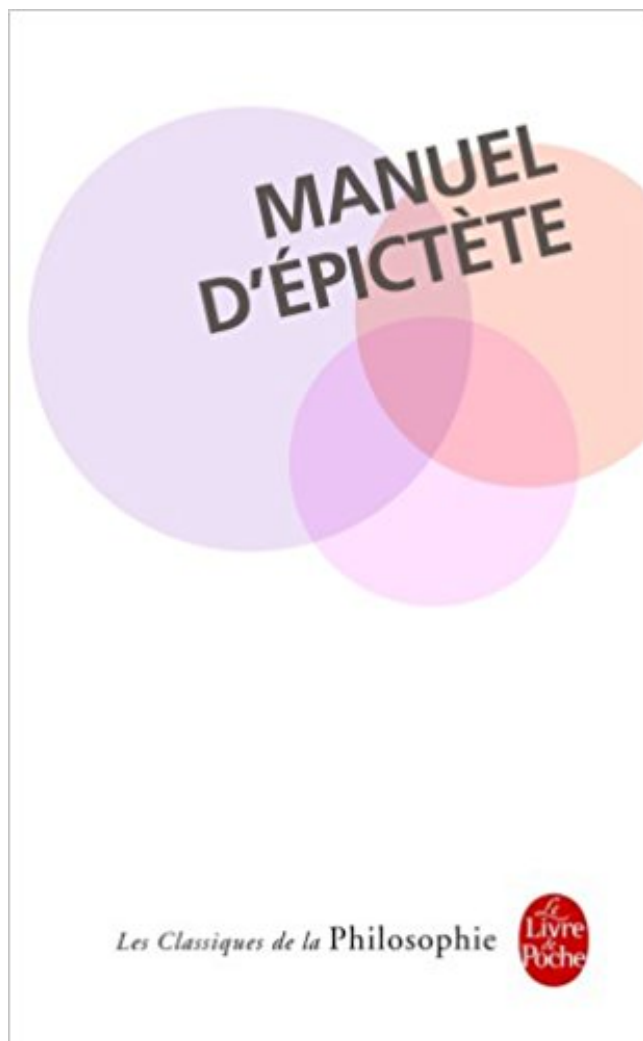 MANUEL
D'ÉPICTÈTE
Les Classiques de la Philosophie
Le
Livre
de
Poche